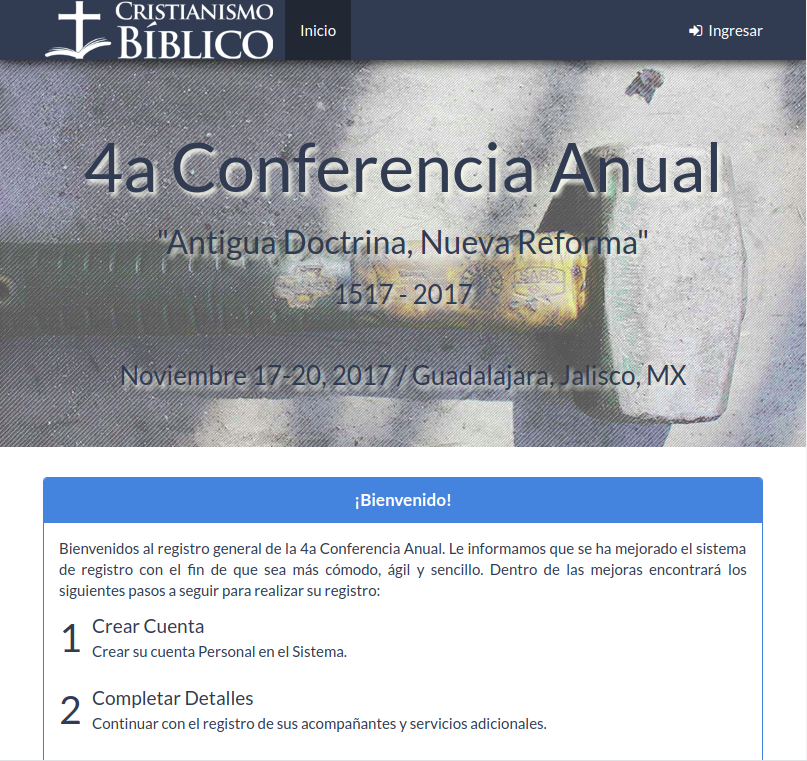 CRISTIANISMO
BÍBLICO
Inicio
Ingresar
4a Conferencia Anual
"Antigua Doctrina, Nueva Reforma"
1517 - 2017
Noviembre 17-20, 2017 / Guadalajara, Jalisco, MX
¡Bienvenido!
Bienvenidos al registro general de la 4a Conferencia Anual. Le informamos que se ha mejorado el sistema
de registro con el fin de que sea más cómodo, ágil y sencillo. Dentro de las mejoras encontrará los
siguientes pasos a seguir para realizar su registro:
1 Crear Cuenta
Crear su cuenta Personal en el Sistema.
2 Completar Detalles
Continuar con el registro de sus acompañantes y servicios adicionales.